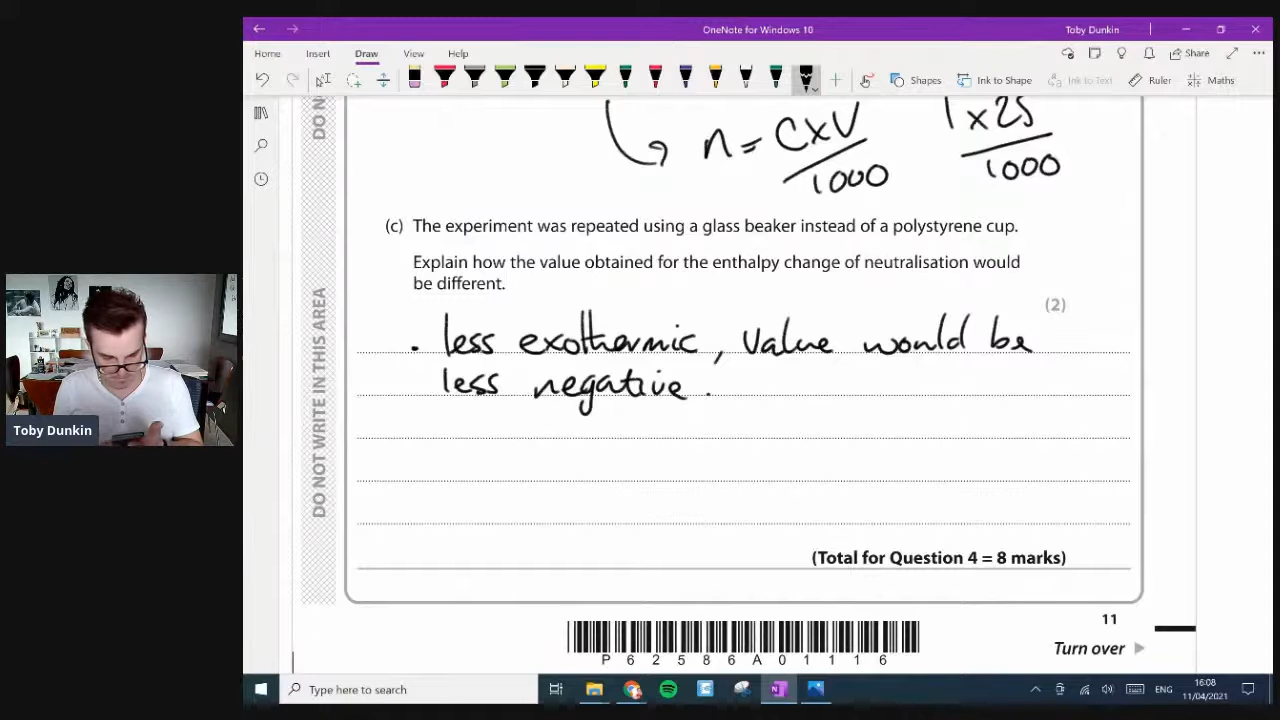 OneNote for Windows 10
Toby Dunkin
Home
Insert
Draw
View
Help
Share
Shapes
Ink to Shape
Ink to Text
Ruler
Maths
n = C x V
1000
1 x 25
1000
DO NO
(c) The experiment was repeated using a glass beaker instead of a polystyrene cup.
Explain how the value obtained for the enthalpy change of neutralisation would
be different.
(2)
. less exothermic, value would be
less negative.
DO NOT WRITE IN THIS AREA
(Total for Question 4 = 8 marks)
11
P 6 2 5 8 6 A 0 1 1 1 6
Turn over
Toby Dunkin
Type here to search
ENG
16:08
11/04/2021